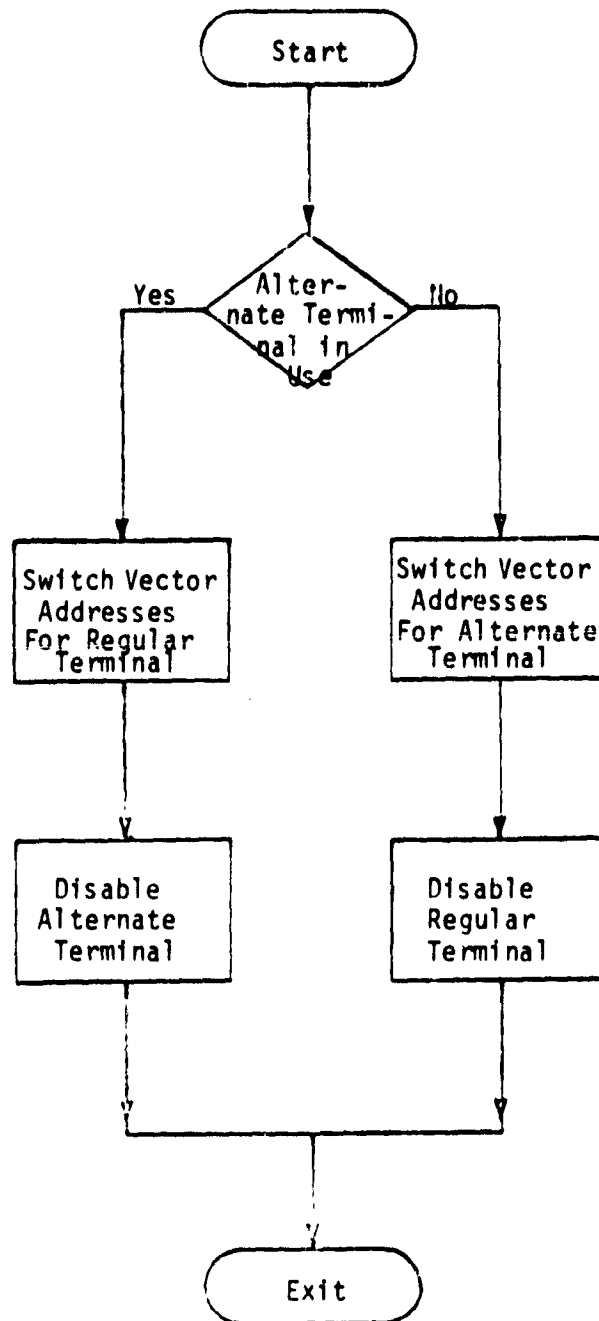 Start
Yes
No
Alter-
nate Termi-
nal in
Use
Switch Vector
Addresses
For Regular
Terminal
Switch Vector
Addresses
For Alternate
Terminal
Disable
Alternate
Terminal
Disable
Regular
Terminal
Exit